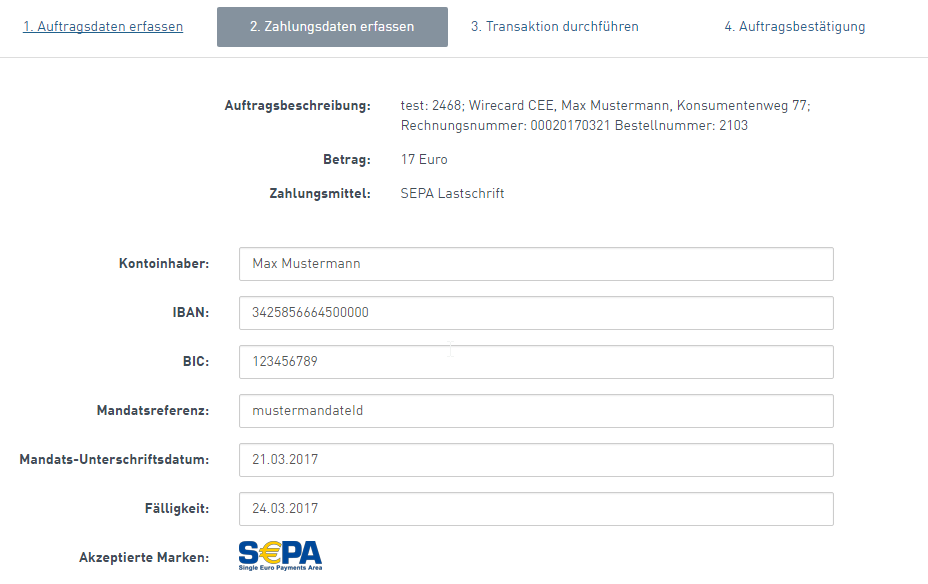 1. Auftragsdaten erfassen 2. Zahlungsdaten erfassen 3. Transaktion durchführen 4. Auftragsbestätigung
Auftragsbeschreibung: test: 2468; Wirecard CEE, Max Mustermann, Konsumentenweg 77;
Rechnungsnummer: 00020170321 Bestellnummer: 2103
Betrag: 17 Euro
Zahlungsmittel: SEPA Lastschrift
Kontoinhaber: Max Mustermann
IBAN: 3425856664500000
BIC: 123456789
Mandatsreferenz: mustermandateId
Mandats-Unterschriftsdatum: 21.03.2017
Fälligkeit: 24.03.2017
Akzeptierte Marken: S€PA
Single Euro Payments Area